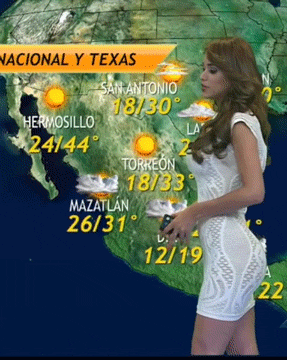 NACIONAL Y TEXAS
SAN ANTONIO
18/30°
HERMOSILLO
24/44°
TORREÓN
18/33°
MAZATLÁN
26/31°
12/19
22